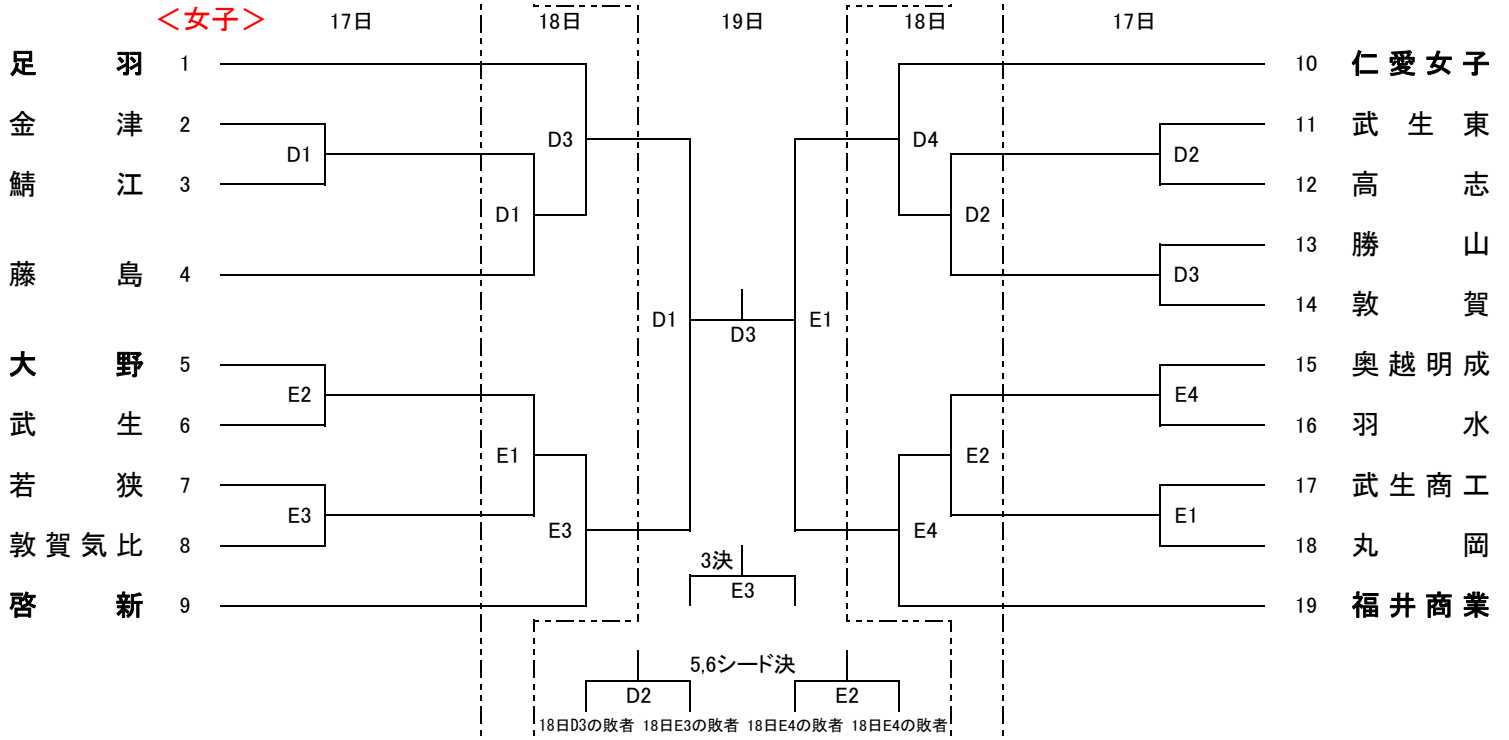 ＜女子＞ 17日 18日 19日 18日 17日
足羽 1 10 仁愛女子
金津 2 11 武生東
D3 D4
D1 D2
鯖江 3 12 高志
D1 D2
13 勝山
藤島 4 D3
14 敦賀
D1 E1
D3
大野 5 15 奥越明成
E2 E4
武生 6 16 羽水
E1 E2
若狭 7 17 武生商工
E3 E1
E3 E4
敦賀気比 8 18 丸岡
3決
E3
啓新 9 19 福井商業
5,6シード決
D2 E2
18日D3の敗者 18日E3の敗者 18日E4の敗者 18日E4の敗者